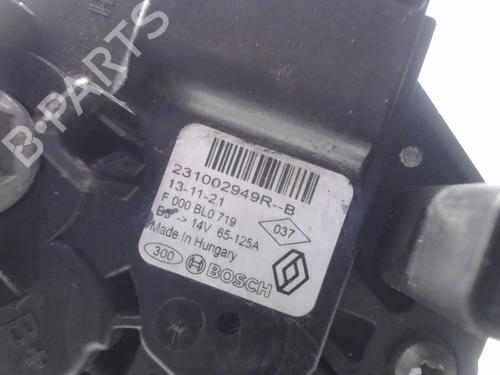 B-PARTS
231002949R--B
13-11-21
F 000 BL0 719
-> 14V 65-125A
Made In Hungary
037
300 BOSCH
B+